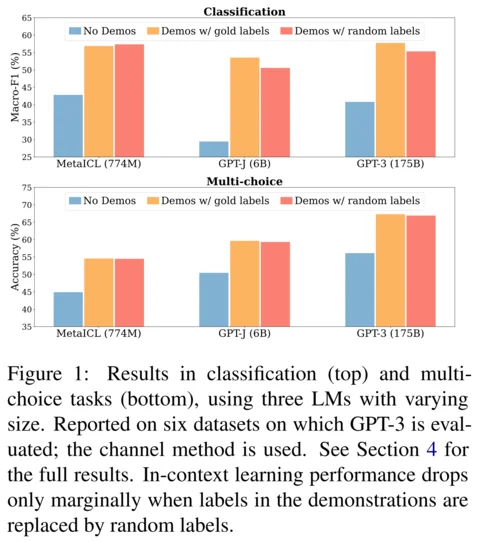 Classification
65
60
55
50
45
40
35
30
25
Macro-F1 (%)
No Demos Demos w/ gold labels Demos w/ random labels
MetaICL (774M) GPT-J (6B) GPT-3 (175B)
Multi-choice
75
70
65
60
55
50
45
40
35
Accuracy (%)
No Demos Demos w/ gold labels Demos w/ random labels
MetaICL (774M) GPT-J (6B) GPT-3 (175B)
Figure 1: Results in classification (top) and multi-
choice tasks (bottom), using three LMs with varying
size. Reported on six datasets on which GPT-3 is eval-
uated; the channel method is used. See Section 4 for
the full results. In-context learning performance drops
only marginally when labels in the demonstrations are
replaced by random labels.